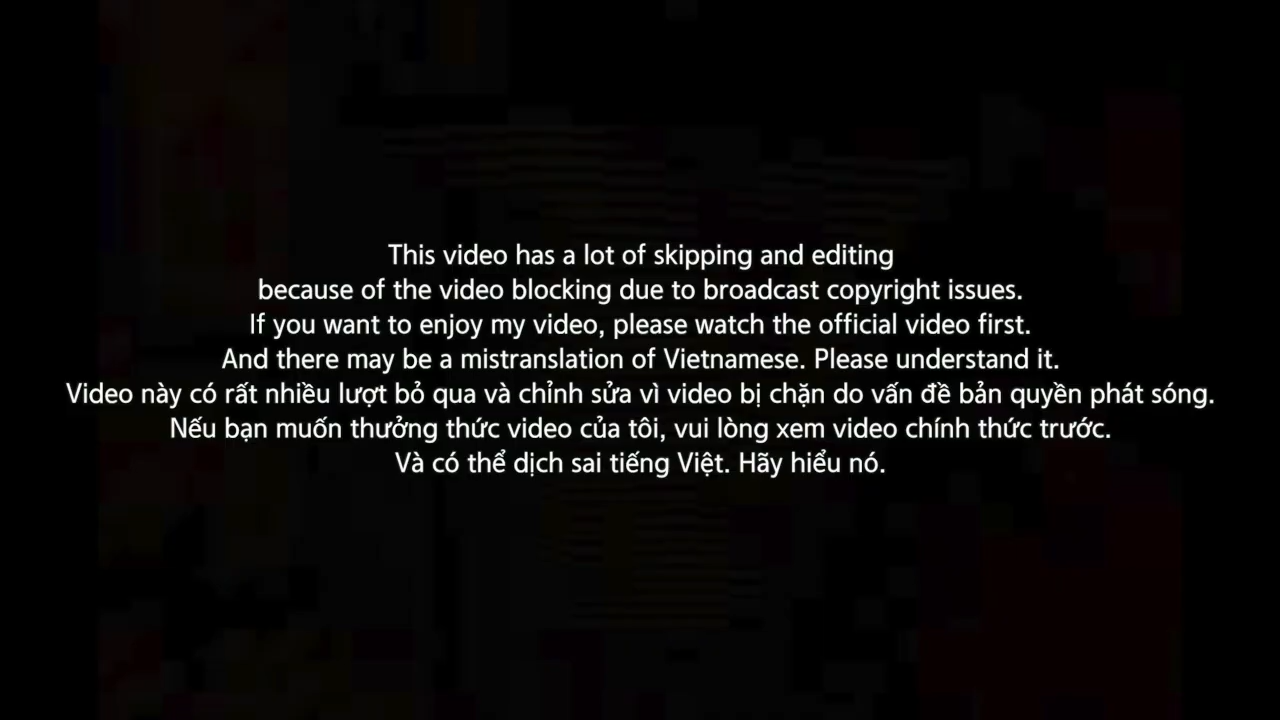 This video has a lot of skipping and editing
because of the video blocking due to broadcast copyright issues.
If you want to enjoy my video, please watch the official video first.
And there may be a mistranslation of Vietnamese. Please understand it.
Video này có rất nhiều lượt bỏ qua và chỉnh sửa vì video bị chặn do vấn đề bản quyền phát sóng.
Nếu bạn muốn thưởng thức video của tôi, vui lòng xem video chính thức trước.
Và có thể dịch sai tiếng Việt. Hãy hiểu nó.